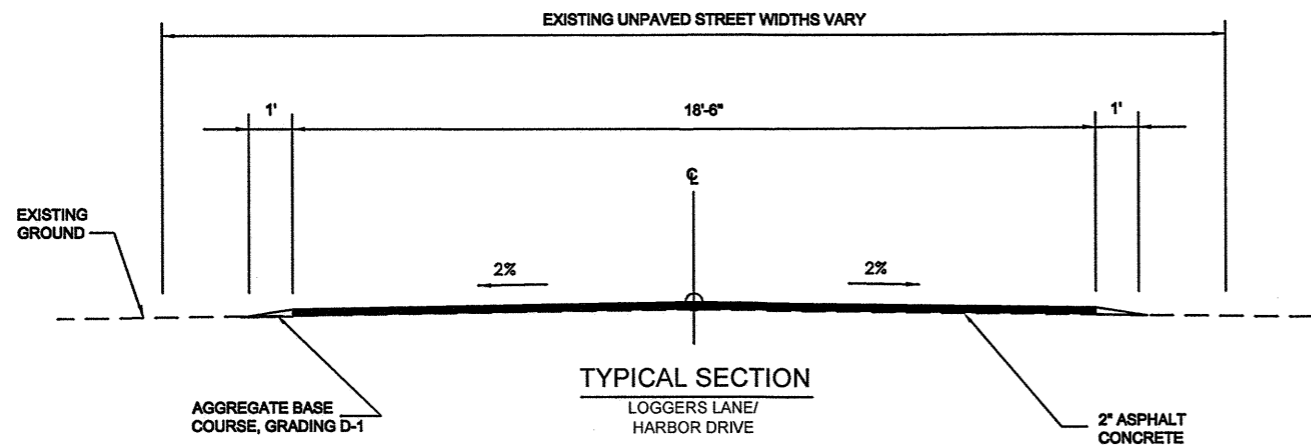 EXISTING UNPAVED STREET WIDTHS VARY
1'
18'-6"
1'
℄
EXISTING
GROUND
2%
2%
TYPICAL SECTION
LOGGERS LANE/
HARBOR DRIVE
AGGREGATE BASE
COURSE, GRADING D-1
2" ASPHALT
CONCRETE